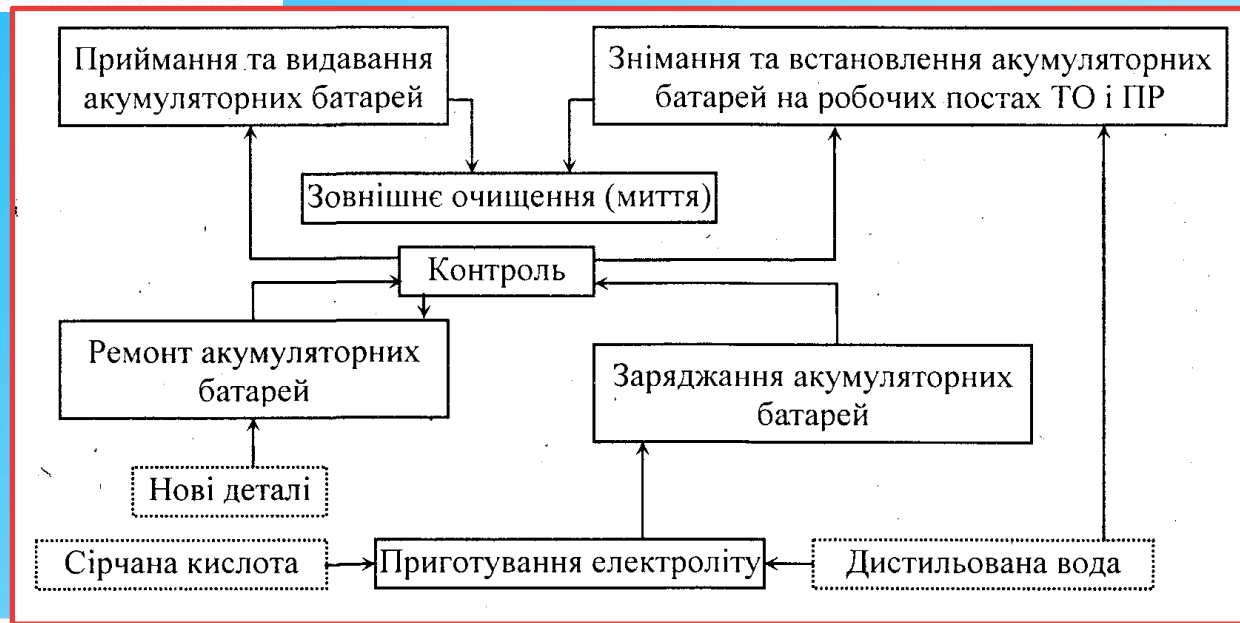 Приймання та видавання
акумуляторних батарей
Знімання та встановлення акумуляторних
батарей на робочих постах ТО і ПР
Зовнішнє очищення (миття)
Контроль
Ремонт акумуляторних
батарей
Заряджання акумуляторних
батарей
Нові деталі
Сірчана кислота
Приготування електроліту
Дистильована вода